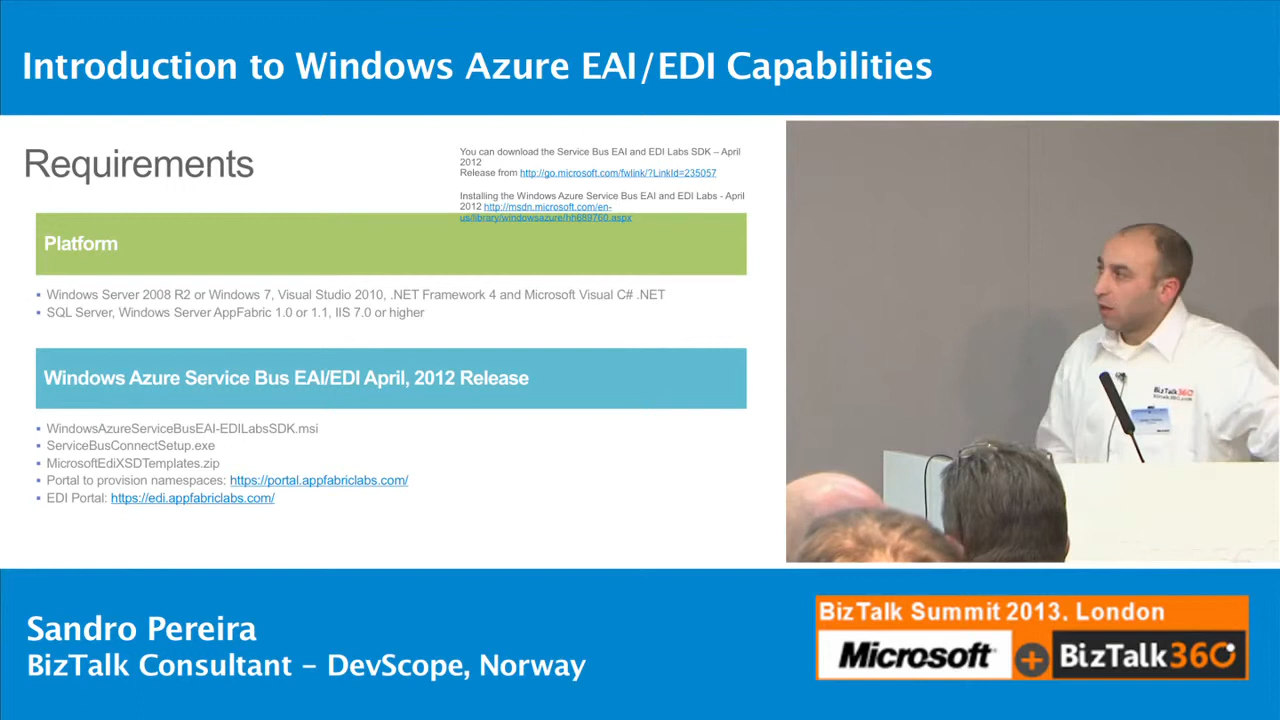 Introduction to Windows Azure EAI/EDI Capabilities
Requirements
You can download the Service Bus EAI and EDI Labs SDK – April
2012
Release from http://go.microsoft.com/fwlink/?LinkId=235057
Installing the Windows Azure Service Bus EAI and EDI Labs - April
2012 http://msdn.microsoft.com/en-
us/library/windowsazure/hh689760.aspx
Platform
▪ Windows Server 2008 R2 or Windows 7, Visual Studio 2010, .NET Framework 4 and Microsoft Visual C# .NET
▪ SQL Server, Windows Server AppFabric 1.0 or 1.1, IIS 7.0 or higher
Windows Azure Service Bus EAI/EDI April, 2012 Release
▪ WindowsAzureServiceBusEAI-EDILabsSDK.msi
▪ ServiceBusConnectSetup.exe
▪ MicrosoftEdiXSDTemplates.zip
▪ Portal to provision namespaces: https://portal.appfabriclabs.com/
▪ EDI Portal: https://edi.appfabriclabs.com/
BizTalk360
Sandro Pereira
BizTalk Consultant – DevScope, Norway
BizTalk Summit 2013, London
Microsoft + BizTalk360